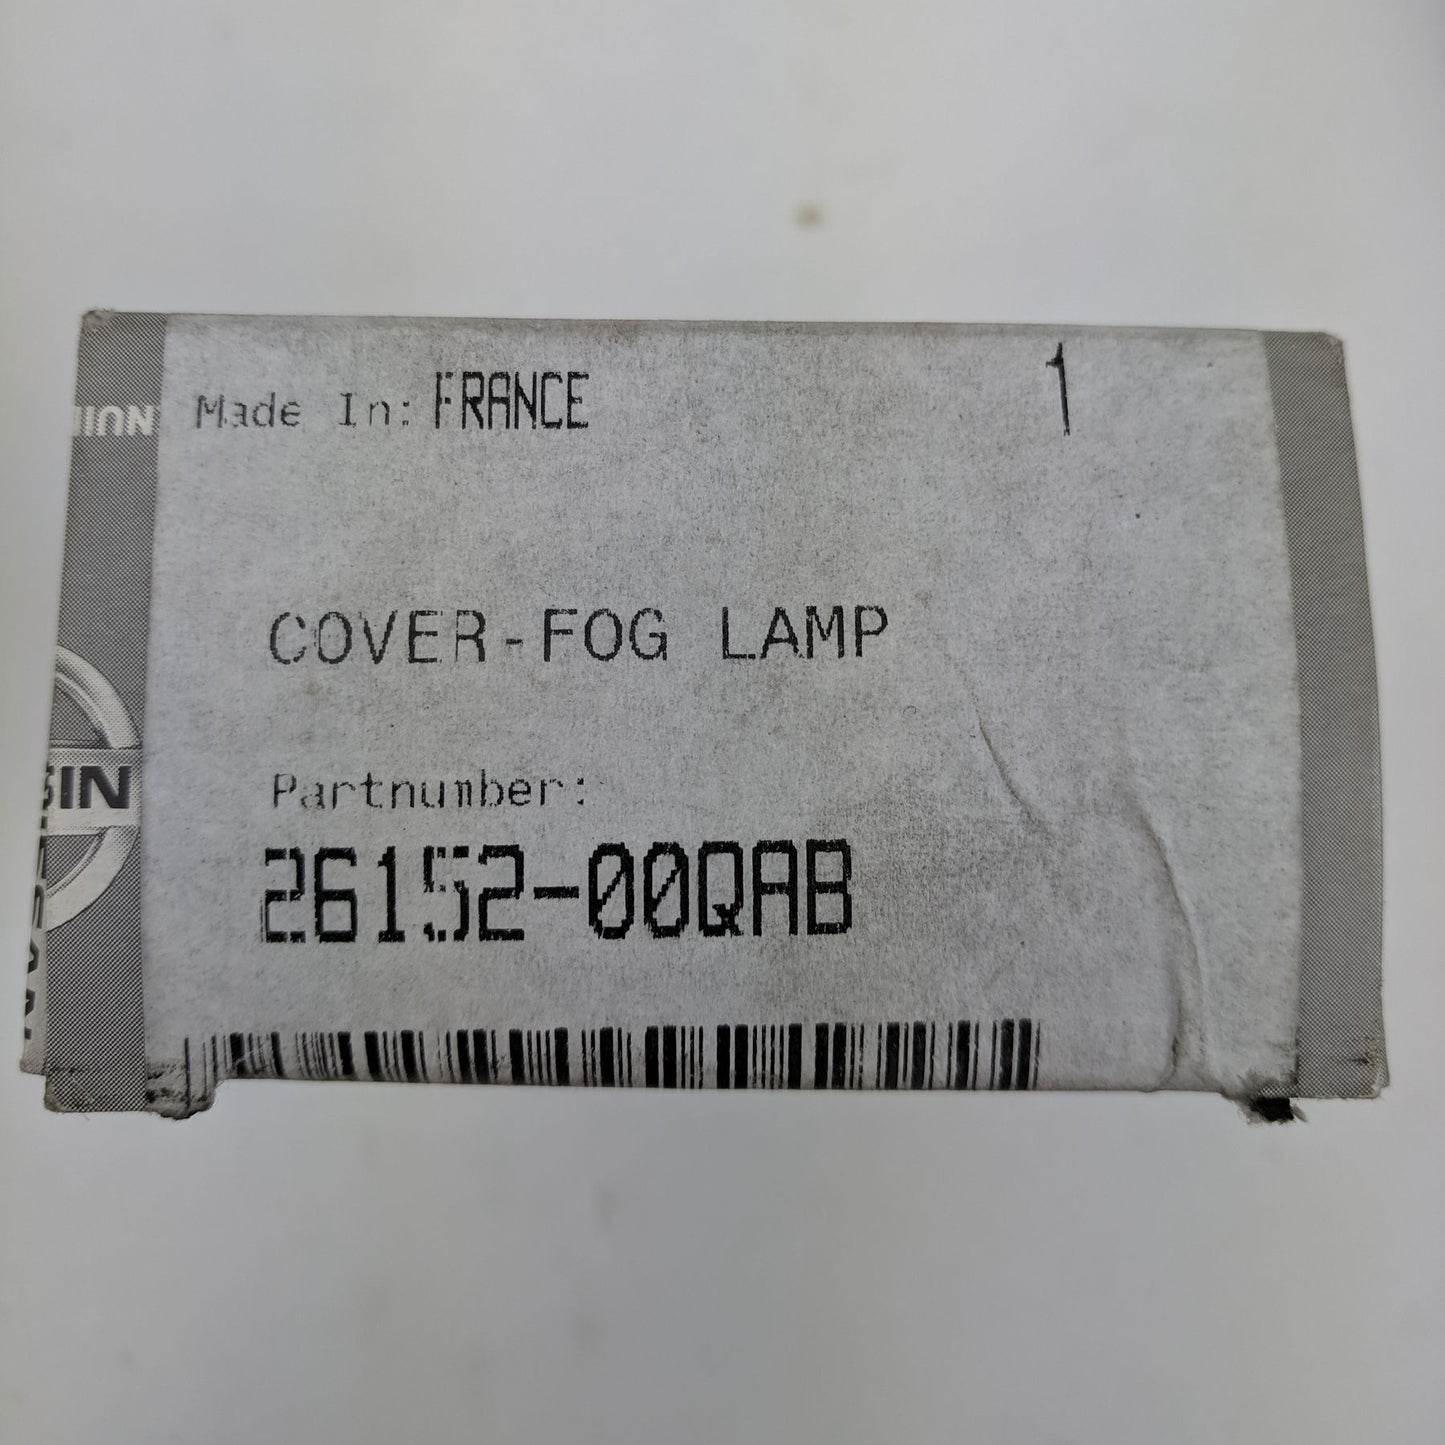 Made In: FRANCE 1
COVER-FOG LAMP
Partnumber:
26152-00QAB